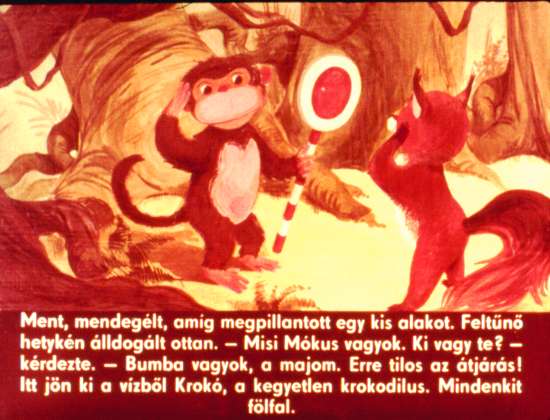 Ment, mendegélt, amíg megpillantott egy kis alakot. Feltűnő
hetykén álldogált ottan. — Misi Mókus vagyok. Ki vagy te? —
kérdezte. — Bumba vagyok, a majom. Erre tilos az átjárás!
Itt jön ki a vízből Krokó, a kegyetlen krokodilus. Mindenkit
fölfal.